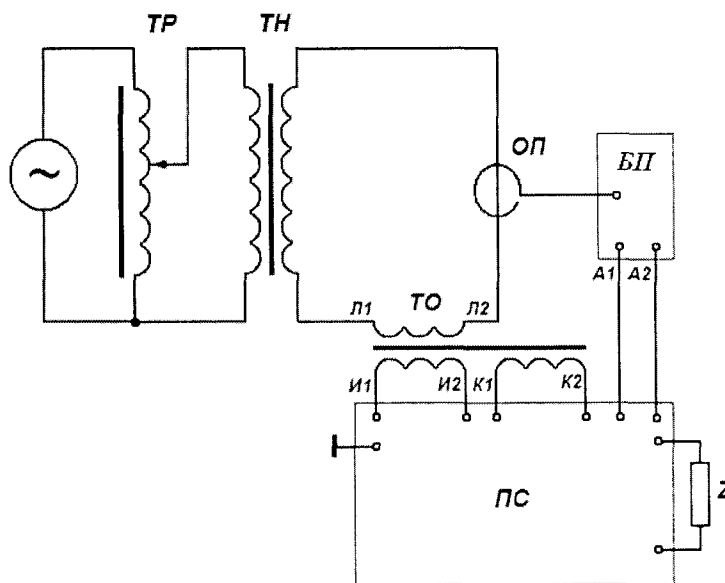 ТР
ТН
~
ОП
БП
А1
А2
Л1
ТО
Л2
И1
И2
К1
К2
ПС
Z